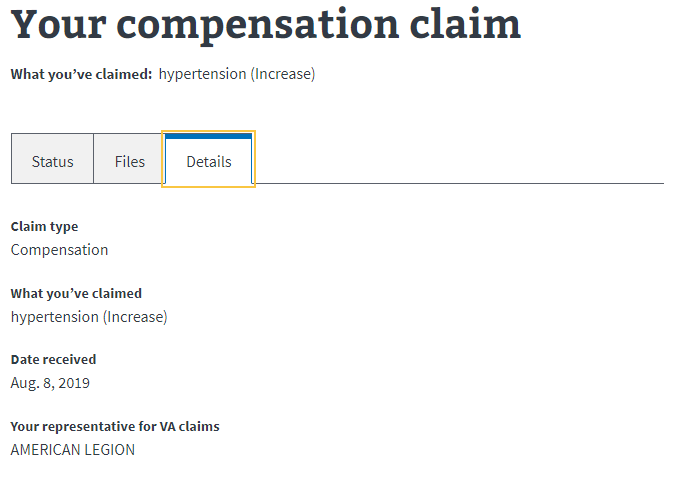 Your compensation claim
What you’ve claimed: hypertension (Increase)
Status Files Details
Claim type
Compensation
What you’ve claimed
hypertension (Increase)
Date received
Aug. 8, 2019
Your representative for VA claims
AMERICAN LEGION